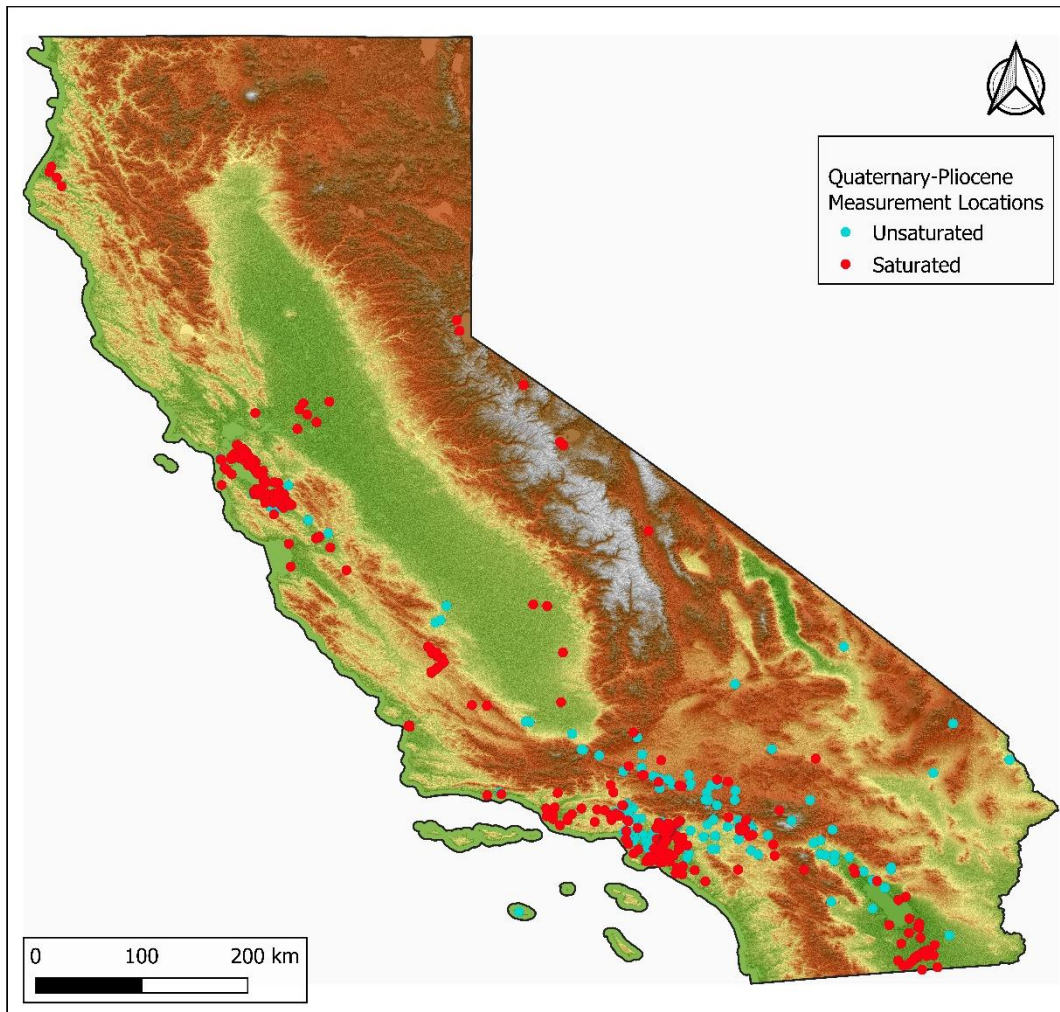 Quaternary-Pliocene
Measurement Locations
Unsaturated
Saturated
0 100 200 km